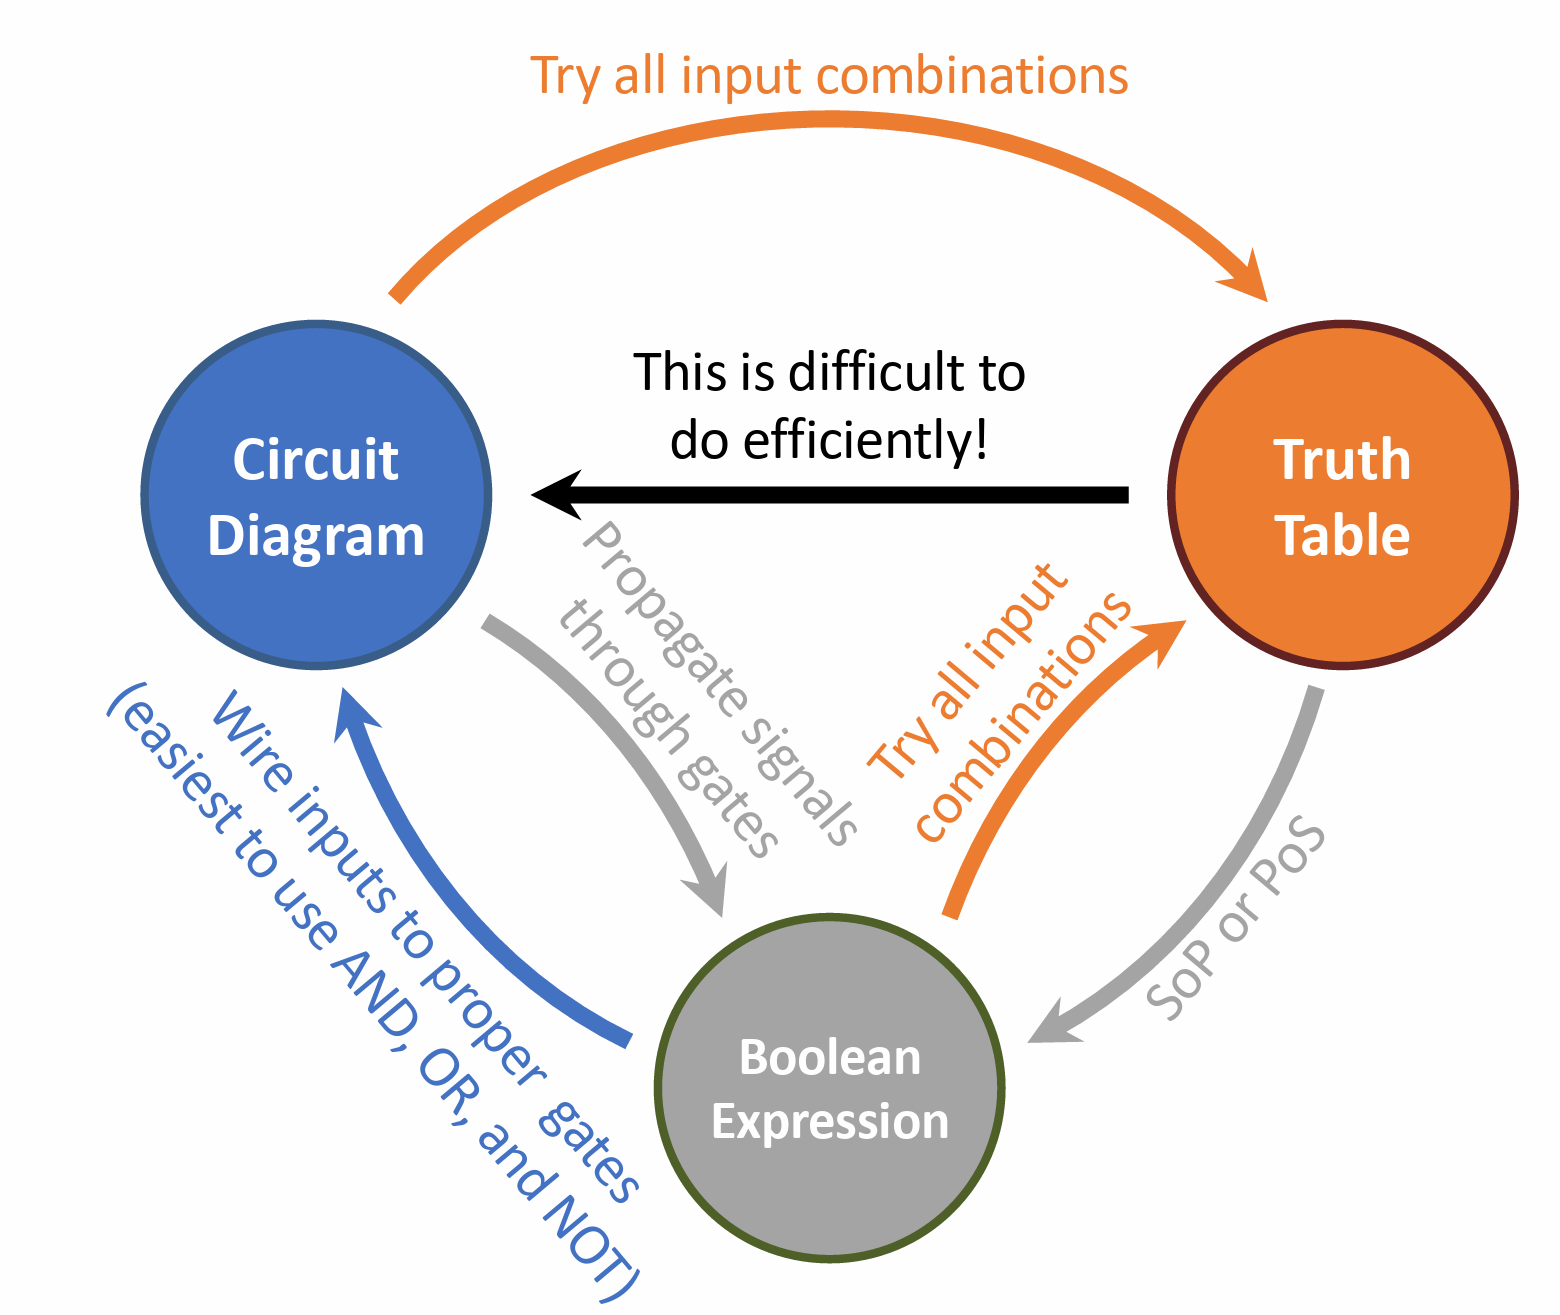 Try all input combinations
This is difficult to
do efficiently!
Circuit
Diagram
Truth
Table
Propagate signals
through gates
Try all input
combinations
Wire inputs to proper gates
(easiest to use AND, OR, and NOT)
SoP or PoS
Boolean
Expression